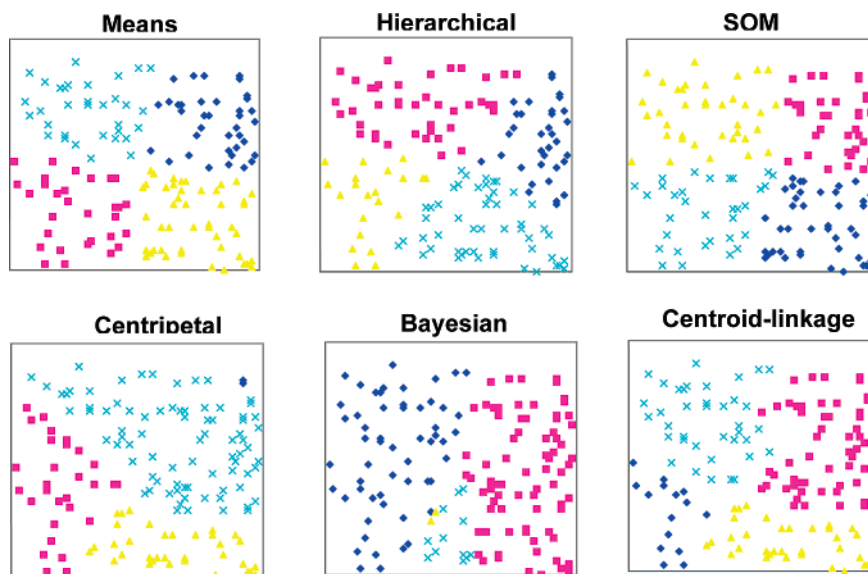 Means
Hierarchical
SOM
Centripetal
Bayesian
Centroid-linkage